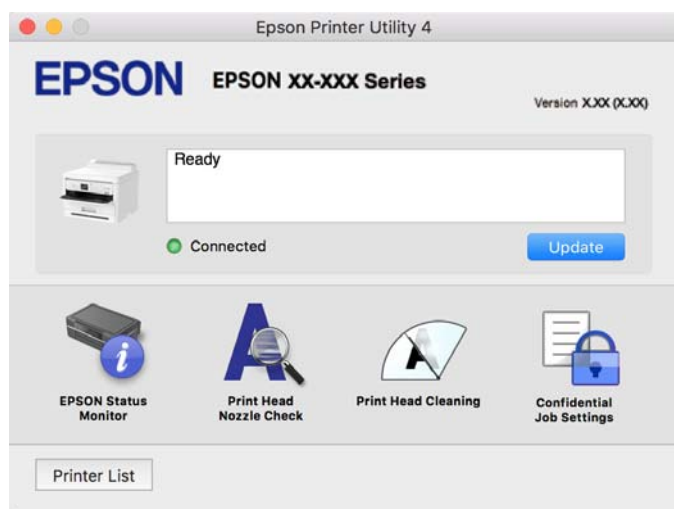 Epson Printer Utility 4
EPSON
EPSON XX-XXX Series
Version X.XX (X.XX)
Ready
Connected
Update
EPSON Status
Monitor
Print Head
Nozzle Check
Print Head Cleaning
Confidential
Job Settings
Printer List